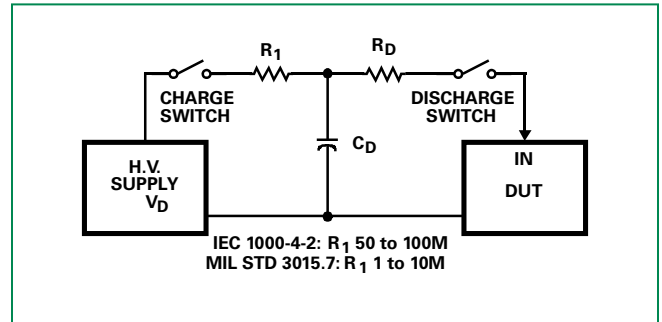 R1
RD
CHARGE
SWITCH
DISCHARGE
SWITCH
CD
H.V.
SUPPLY
VD
IN
DUT
IEC 1000-4-2: R1 50 to 100M
MIL STD 3015.7: R1 1 to 10M